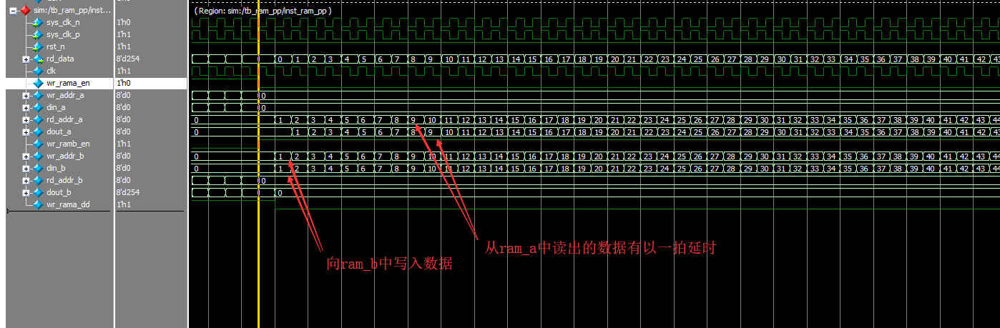 sim:/tb_ram_pp/inst...
( Region: sim:/tb_ram_pp/inst_ram_pp )
sys_clk_n 1'h0
sys_clk_p 1'h1
rst_n 1'h1
rd_data 8'd254 0 1 2 3 4 5 6 7 8 9 10 11 12 13 14 15 16 17 18 19 20 21 22 23 24 25 26 27 28 29 30 31 32 33 34 35 36 37 38 39 40 41 42 43
clk 1'h1
wr_rama_en 1'h0
wr_addr_a 8'd0 0
din_a 8'd0 0
rd_addr_a 8'd0 0 1 2 3 4 5 6 7 8 9 10 11 12 13 14 15 16 17 18 19 20 21 22 23 24 25 26 27 28 29 30 31 32 33 34 35 36 37 38 39 40 41 42 43 44
dout_a 8'd0 0 1 2 3 4 5 6 7 8 9 10 11 12 13 14 15 16 17 18 19 20 21 22 23 24 25 26 27 28 29 30 31 32 33 34 35 36 37 38 39 40 41 42 43
wr_ramb_en 1'h1
wr_addr_b 8'd0 0 1 2 3 4 5 6 7 8 9 10 11 12 13 14 15 16 17 18 19 20 21 22 23 24 25 26 27 28 29 30 31 32 33 34 35 36 37 38 39 40 41 42 43 44
din_b 8'd0 0 1 2 3 4 5 6 7 8 9 10 11 12 13 14 15 16 17 18 19 20 21 22 23 24 25 26 27 28 29 30 31 32 33 34 35 36 37 38 39 40 41 42 43 44
rd_addr_b 8'd0 0
dout_b 8'd254 0
wr_rama_dd 1'h1
从ram_a中读出的数据有以一拍延时
向ram_b中写入数据